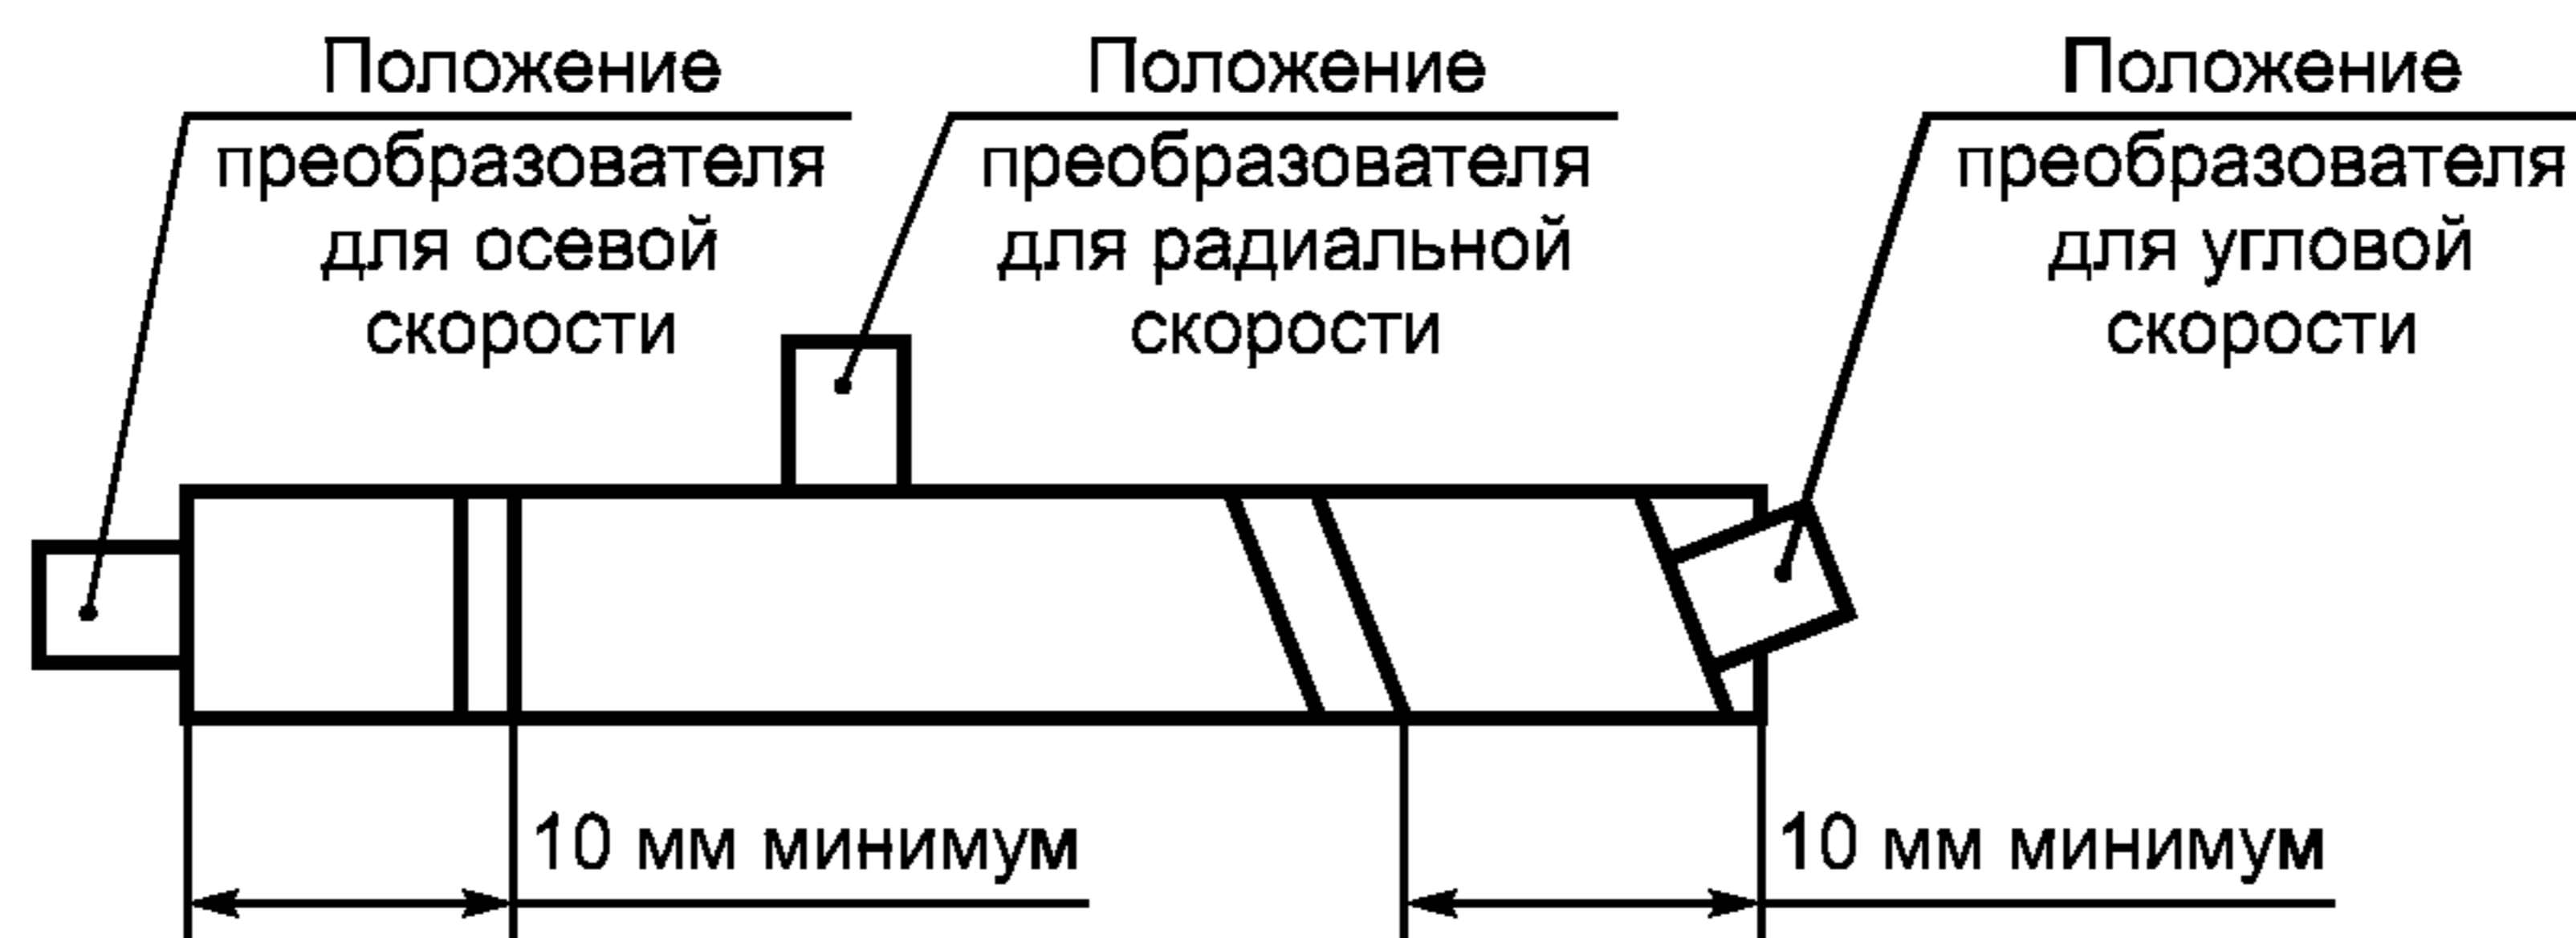 Положение
преобразователя
для осевой
скорости
Положение
преобразователя
для радиальной
скорости
Положение
преобразователя
для угловой
скорости
10 мм минимум
10 мм минимум